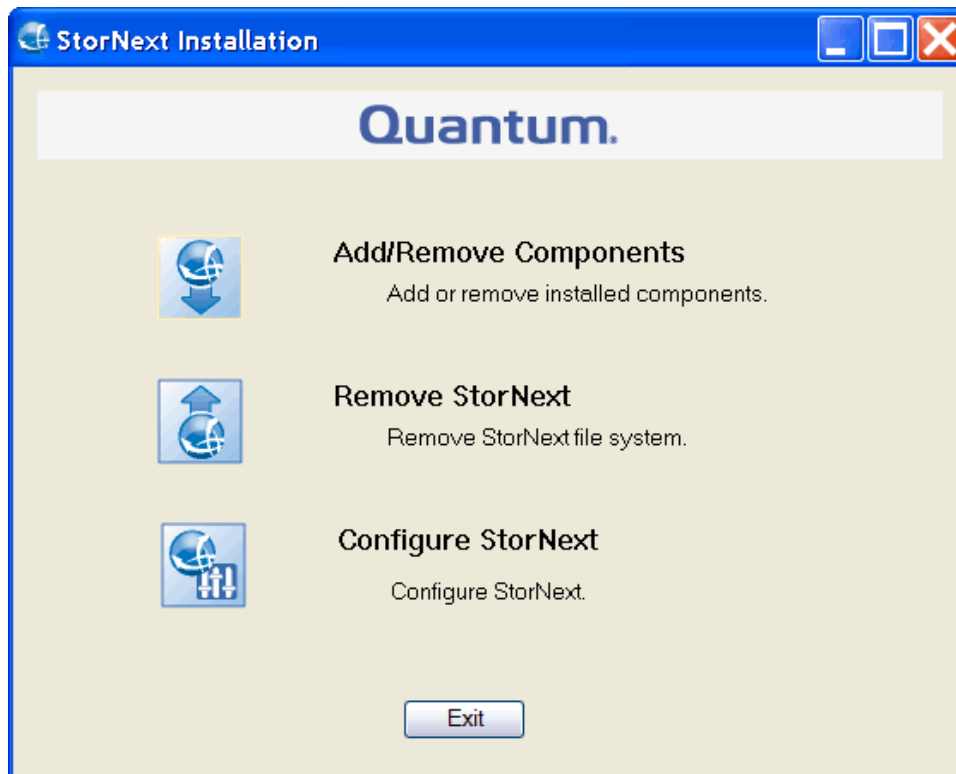 StorNext Installation
Quantum.
Add/Remove Components
Add or remove installed components.
Remove StorNext
Remove StorNext file system.
Configure StorNext
Configure StorNext.
Exit